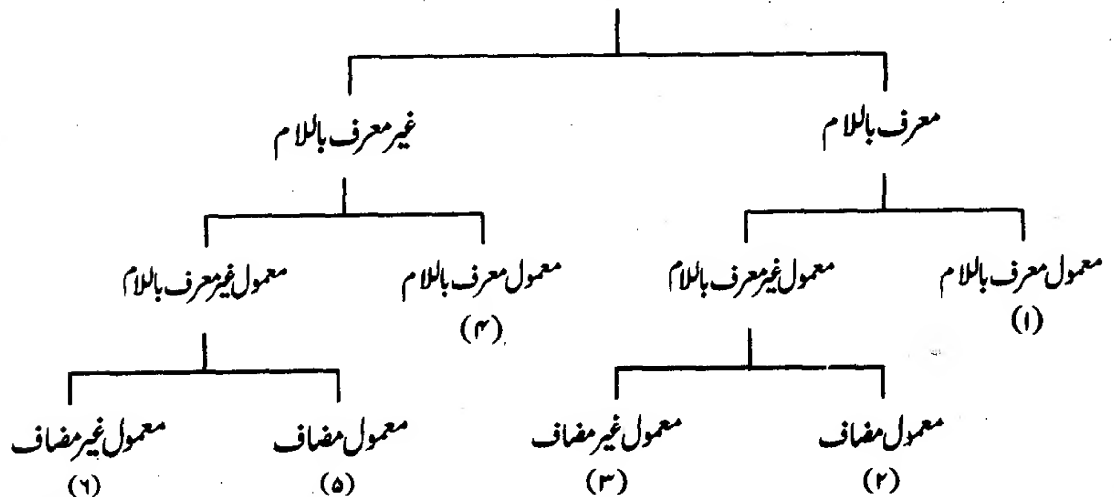 معرف باللام غیر معرف باللام
معمول معرف باللام معمول غیر معرف باللام معمول معرف باللام معمول غیر معرف باللام
(۱) (۴)
معمول مضاف معمول غیر مضاف معمول مضاف معمول غیر مضاف
(۲) (۳) (۵) (۶)